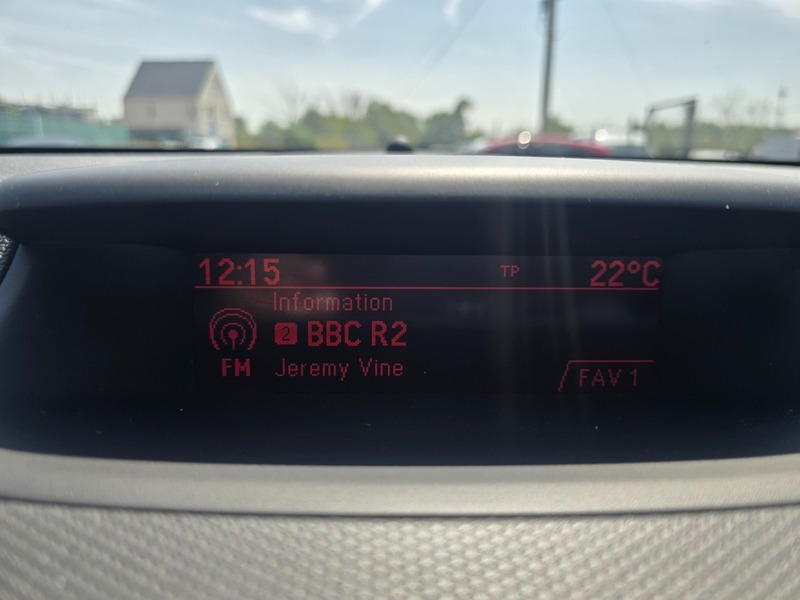 12:15 TP 22°C
Information
2 BBC R2
FM Jeremy Vine
FAV 1